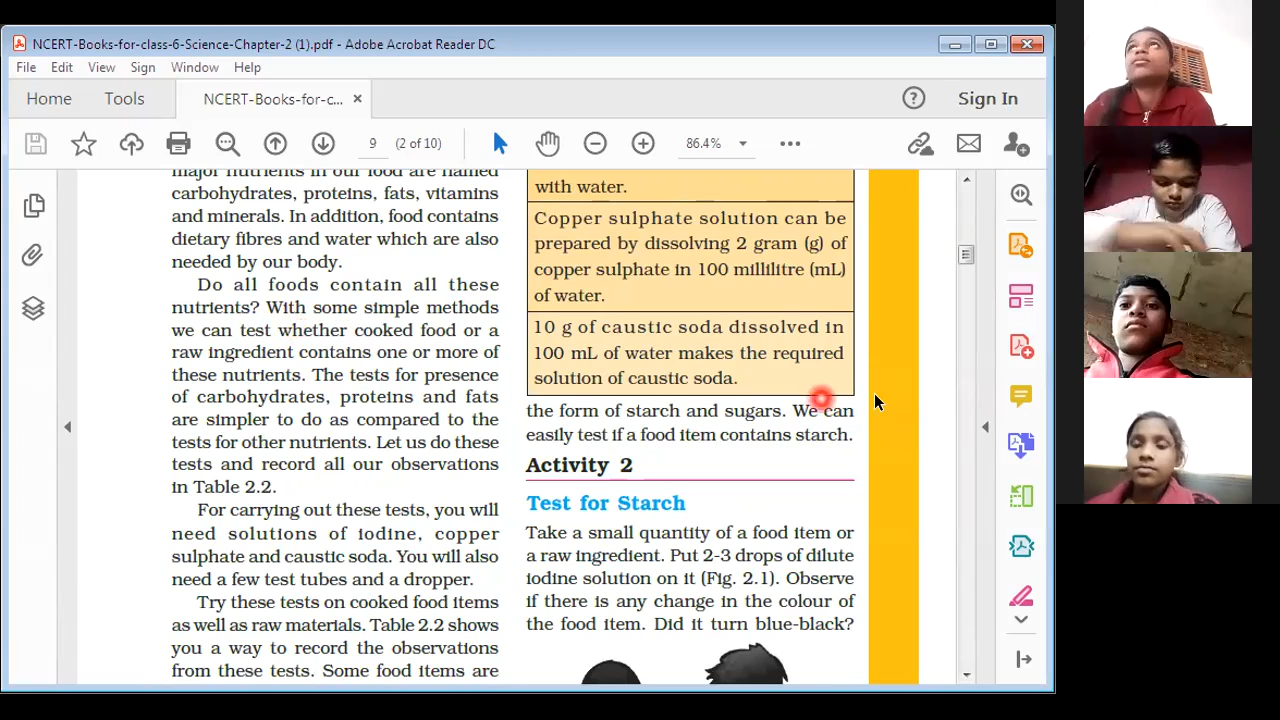 NCERT-Books-for-class-6-Science-Chapter-2 (1).pdf - Adobe Acrobat Reader DC
File Edit View Sign Window Help
Home Tools NCERT-Books-for-c... × Sign In
9 (2 of 10) 86.4%
major nutrients in our food are named
carbohydrates, proteins, fats, vitamins
and minerals. In addition, food contains
dietary fibres and water which are also
needed by our body.
Do all foods contain all these
nutrients? With some simple methods
we can test whether cooked food or a
raw ingredient contains one or more of
these nutrients. The tests for presence
of carbohydrates, proteins and fats
are simpler to do as compared to the
tests for other nutrients. Let us do these
tests and record all our observations
in Table 2.2.
For carrying out these tests, you will
need solutions of iodine, copper
sulphate and caustic soda. You will also
need a few test tubes and a dropper.
Try these tests on cooked food items
as well as raw materials. Table 2.2 shows
you a way to record the observations
from these tests. Some food items are
with water.
Copper sulphate solution can be
prepared by dissolving 2 gram (g) of
copper sulphate in 100 millilitre (mL)
of water.
10 g of caustic soda dissolved in
100 mL of water makes the required
solution of caustic soda.
the form of starch and sugars. We can
easily test if a food item contains starch.
Activity 2
Test for Starch
Take a small quantity of a food item or
a raw ingredient. Put 2-3 drops of dilute
iodine solution on it (Fig. 2.1). Observe
if there is any change in the colour of
the food item. Did it turn blue-black?